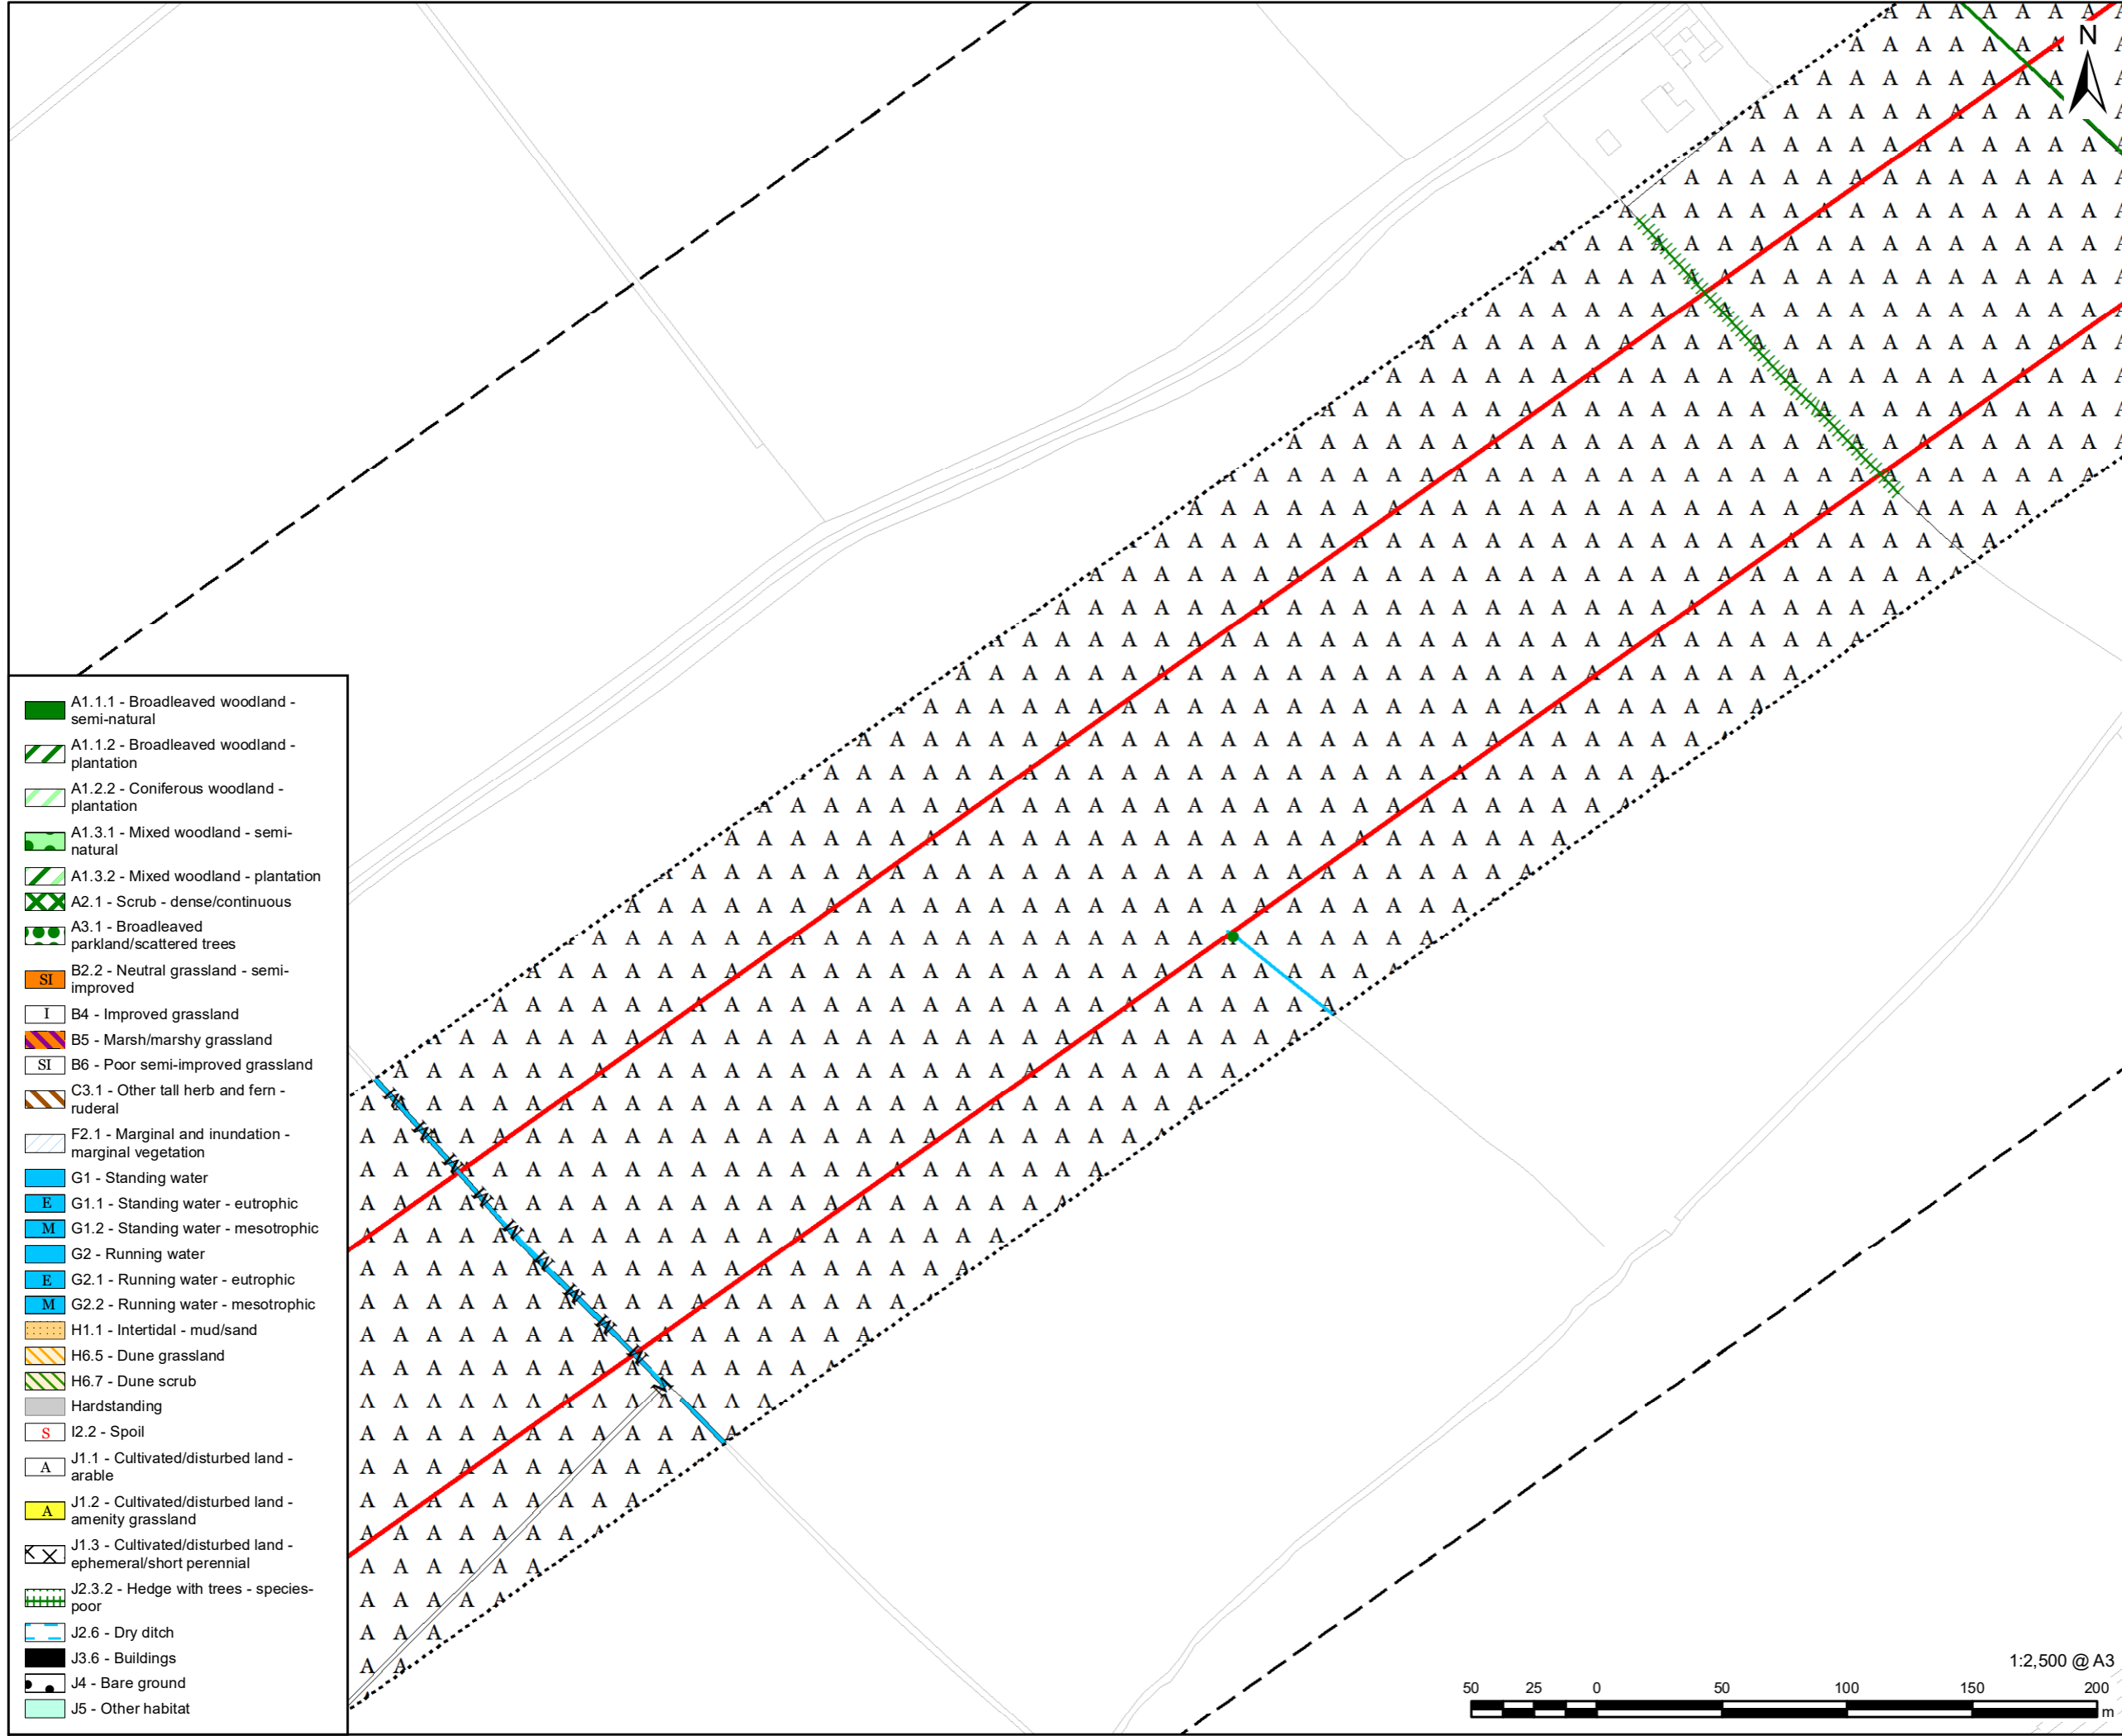 N
A1.1.1 - Broadleaved woodland -
semi-natural
A1.1.2 - Broadleaved woodland -
plantation
A1.2.2 - Coniferous woodland -
plantation
A1.3.1 - Mixed woodland - semi-
natural
A1.3.2 - Mixed woodland - plantation
A2.1 - Scrub - dense/continuous
A3.1 - Broadleaved
parkland/scattered trees
SI B2.2 - Neutral grassland - semi-
improved
I B4 - Improved grassland
B5 - Marsh/marshy grassland
SI B6 - Poor semi-improved grassland
C3.1 - Other tall herb and fern -
ruderal
F2.1 - Marginal and inundation -
marginal vegetation
G1 - Standing water
E G1.1 - Standing water - eutrophic
M G1.2 - Standing water - mesotrophic
G2 - Running water
E G2.1 - Running water - eutrophic
M G2.2 - Running water - mesotrophic
H1.1 - Intertidal - mud/sand
H6.5 - Dune grassland
H6.7 - Dune scrub
Hardstanding
S I2.2 - Spoil
A J1.1 - Cultivated/disturbed land -
arable
A J1.2 - Cultivated/disturbed land -
amenity grassland
J1.3 - Cultivated/disturbed land -
ephemeral/short perennial
J2.3.2 - Hedge with trees - species-
poor
J2.6 - Dry ditch
J3.6 - Buildings
J4 - Bare ground
J5 - Other habitat
1:2,500 @ A3
50 25 0 50 100 150 200
m